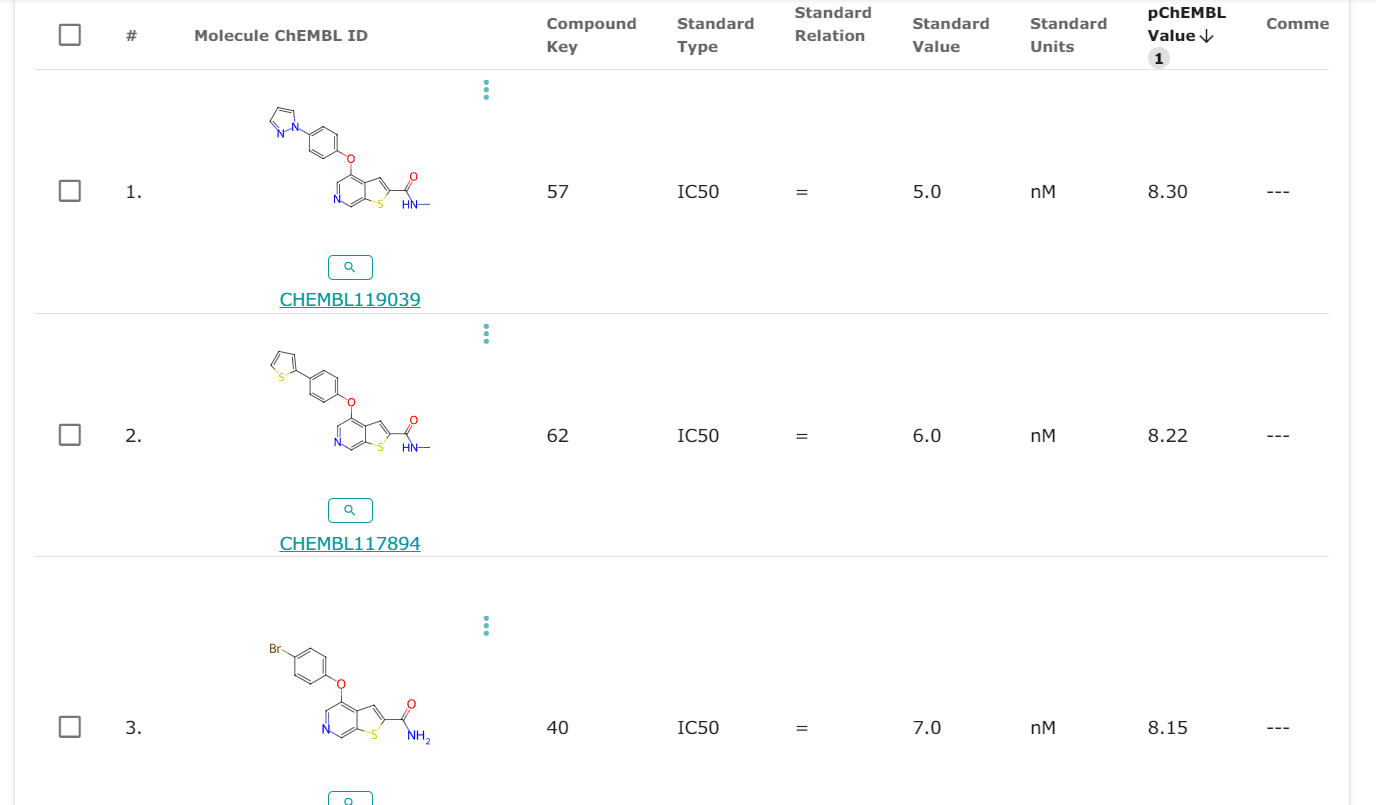 # Molecule ChEMBL ID Compound Key Standard Type Standard Relation Standard Value Standard Units pChEMBL Value 1 Comme
N
N
O
N
S
O
HN
1. 57 IC50 = 5.0 nM 8.30 ---
CHEMBL119039
S
O
N
S
O
HN
2. 62 IC50 = 6.0 nM 8.22 ---
CHEMBL117894
Br
O
N
S
O
NH2
3. 40 IC50 = 7.0 nM 8.15 ---